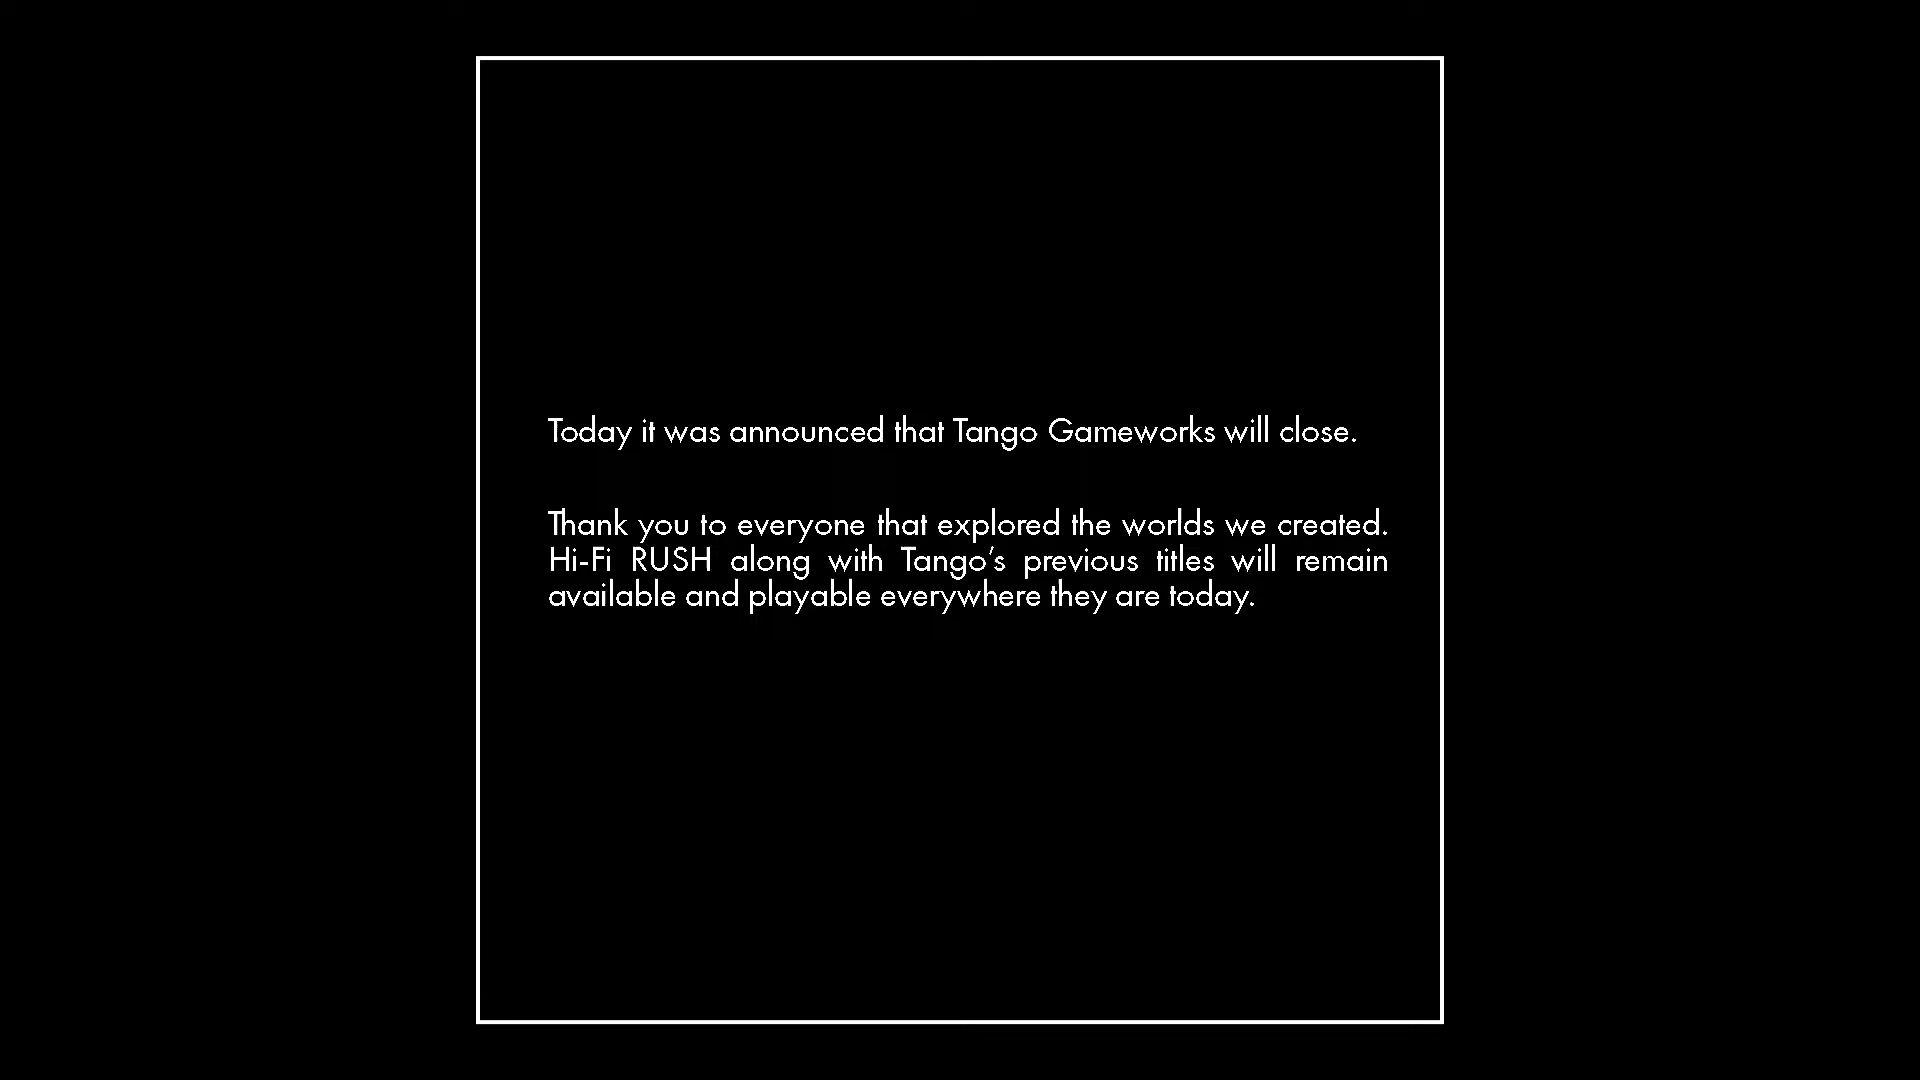 Today it was announced that Tango Gameworks will close.
Thank you to everyone that explored the worlds we created.
Hi-Fi RUSH along with Tango’s previous titles will remain
available and playable everywhere they are today.